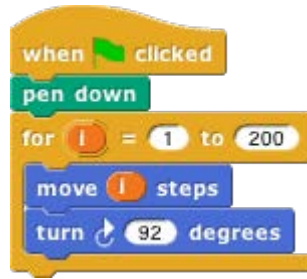 when clicked
pen down
for i = 1 to 200
move i steps
turn 92 degrees